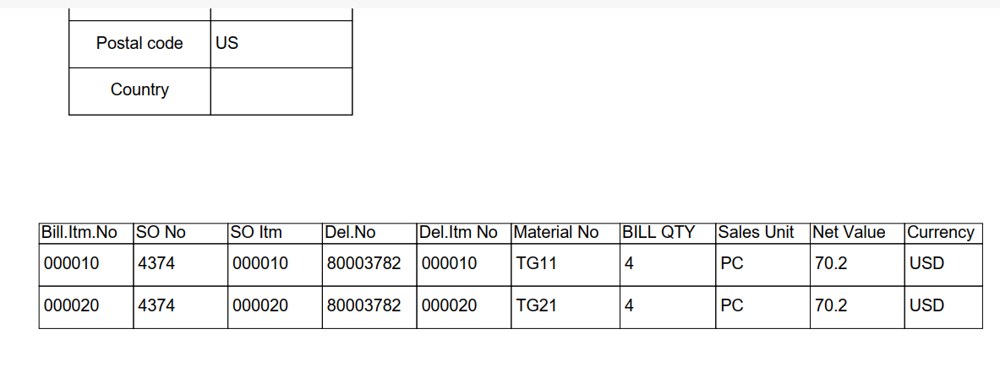 Postal code US
Country
Bill.Itm.No SO No SO Itm Del.No Del.Itm No Material No BILL QTY Sales Unit Net Value Currency
000010 4374 000010 80003782 000010 TG11 4 PC 70.2 USD
000020 4374 000020 80003782 000020 TG21 4 PC 70.2 USD